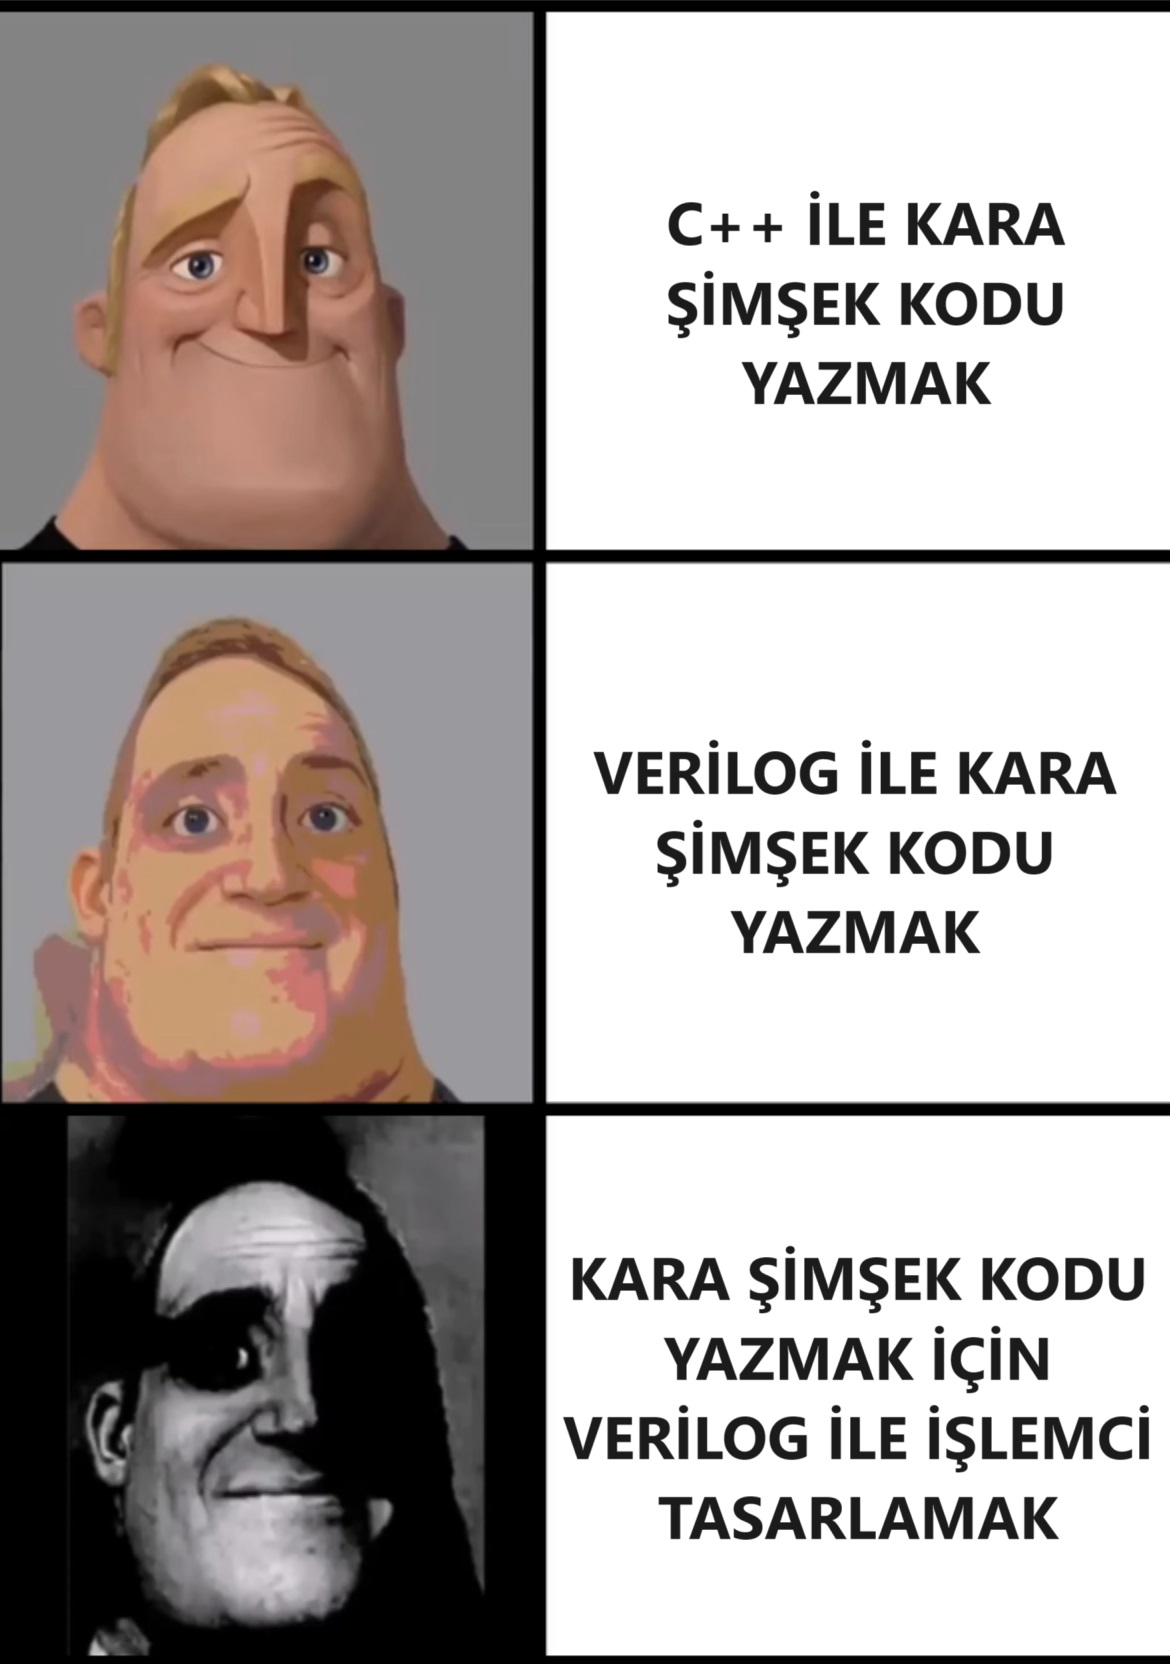 C++ İLE KARA
ŞİMŞEK KODU
YAZMAK
VERİLOG İLE KARA
ŞİMŞEK KODU
YAZMAK
KARA ŞİMŞEK KODU
YAZMAK İÇİN
VERİLOG İLE İŞLEMCİ
TASARLAMAK